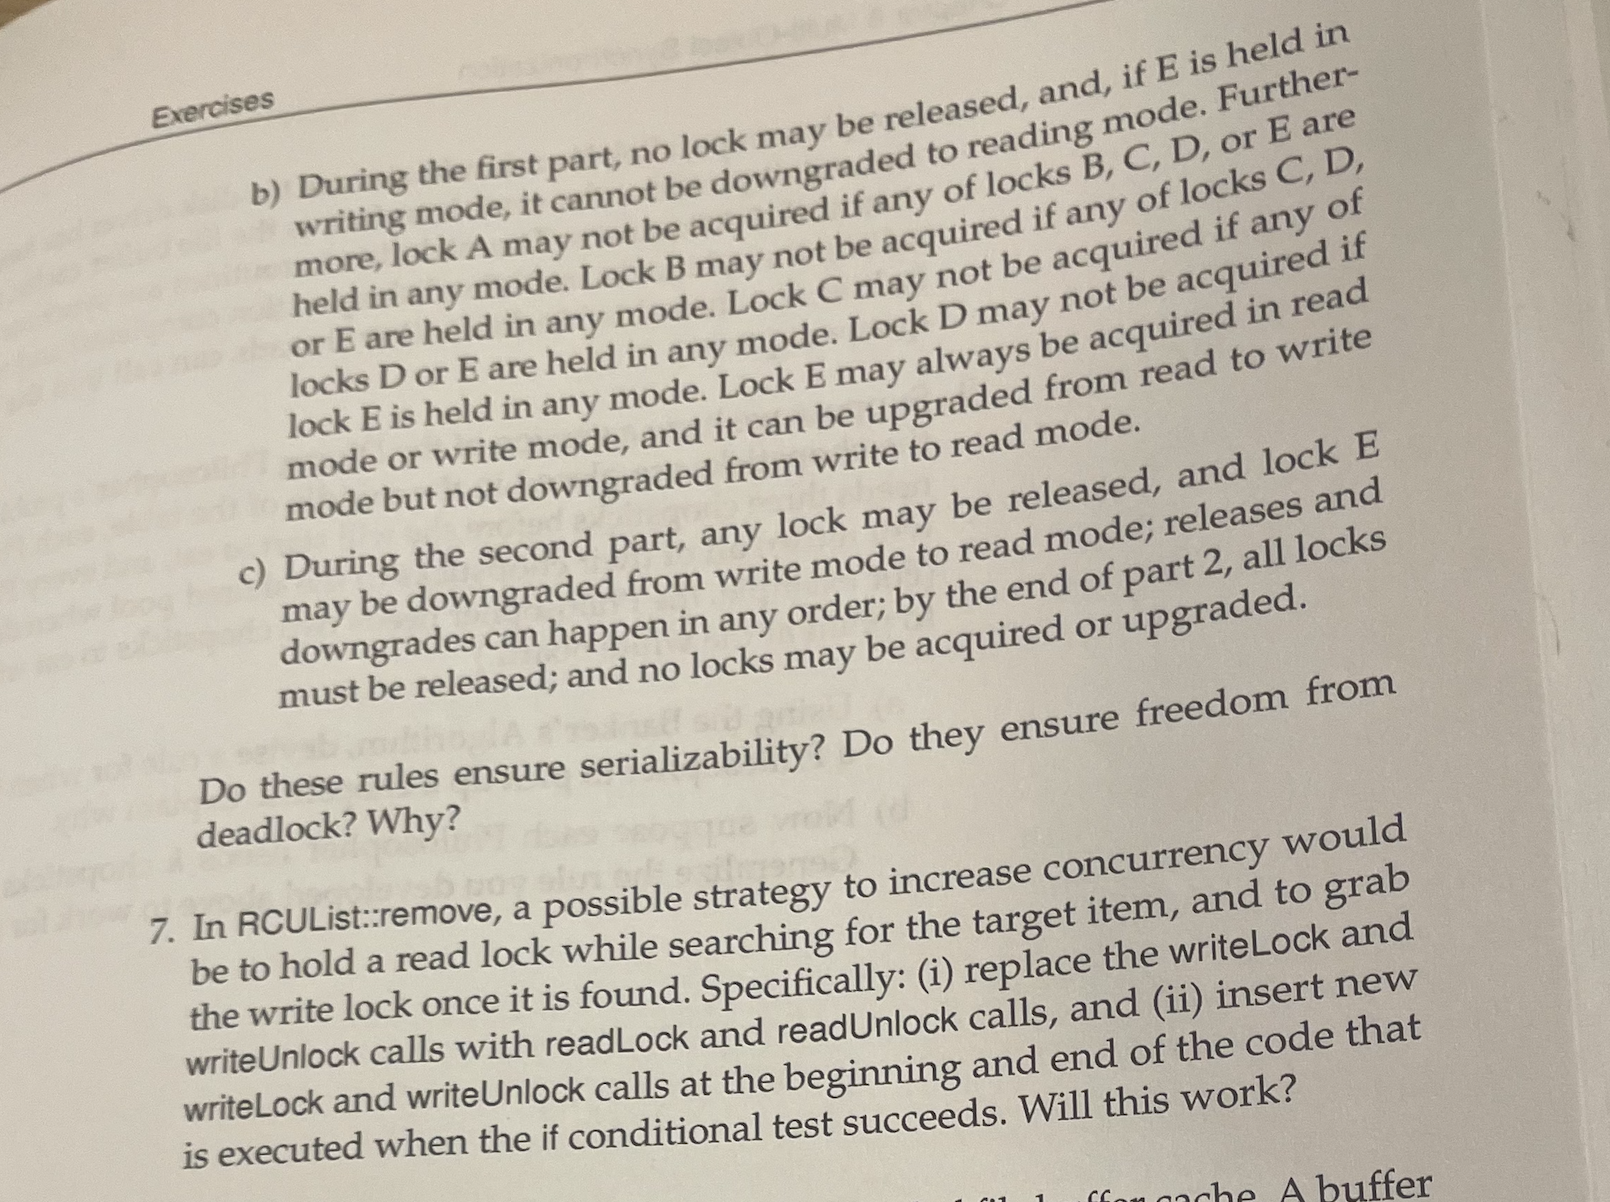 Exercises
b) During the first part, no lock may be released, and, if E is held in
writing mode, it cannot be downgraded to reading mode. Further-
more, lock A may not be acquired if any of locks B, C, D, or E are
held in any mode. Lock B may not be acquired if any of locks C, D,
or E are held in any mode. Lock C may not be acquired if any of
locks D or E are held in any mode. Lock D may not be acquired if
lock E is held in any mode. Lock E may always be acquired in read
mode or write mode, and it can be upgraded from read to write
mode but not downgraded from write to read mode.
c) During the second part, any lock may be released, and lock E
may be downgraded from write mode to read mode; releases and
downgrades can happen in any order; by the end of part 2, all locks
must be released; and no locks may be acquired or upgraded.
Do these rules ensure serializability? Do they ensure freedom from
deadlock? Why?
7. In RCUList::remove, a possible strategy to increase concurrency would
be to hold a read lock while searching for the target item, and to grab
the write lock once it is found. Specifically: (i) replace the writeLock and
writeUnlock calls with readLock and readUnlock calls, and (ii) insert new
writeLock and writeUnlock calls at the beginning and end of the code that
is executed when the if conditional test succeeds. Will this work?
cache. A buffer